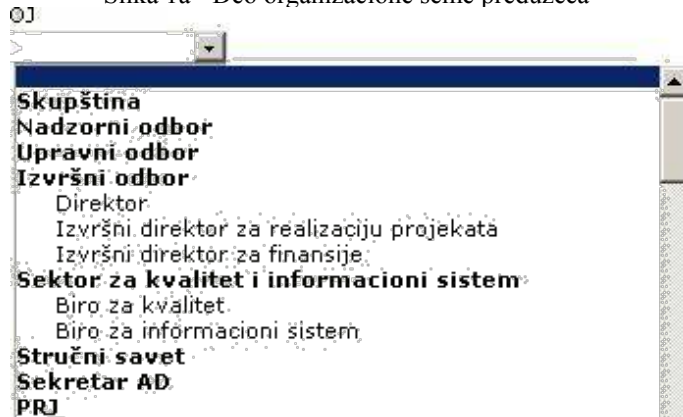 Slika 1a - Deo organizacione šeme preduzeća
OJ
Skupština
Nadzorni odbor
Upravni odbor
Izvršni odbor
Direktor
Izvršni direktor za realizaciju projekata
Izvršni direktor za finansije
Sektor za kvalitet i informacioni sistem
Biro za kvalitet
Biro za informacioni sistem
Stručni savet
Sekretar AD
PRJ